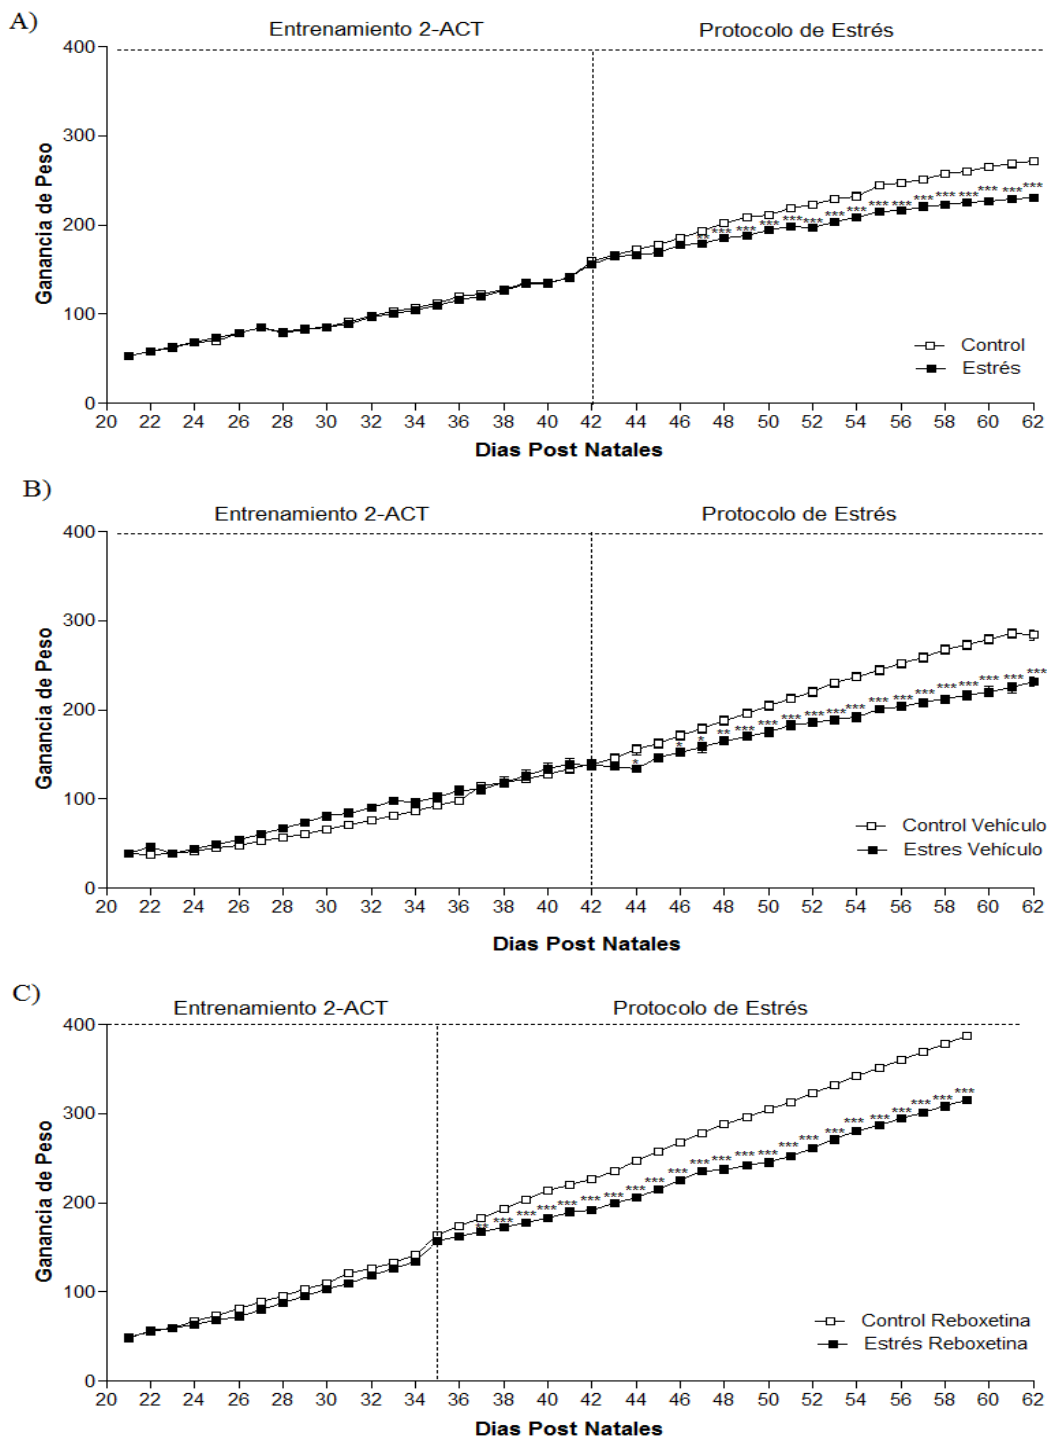 A)
Entrenamiento 2-ACT Protocolo de Estrés
400
300
200
100
0
Ganancia de Peso
** *** *** *** *** *** *** *** *** *** *** *** *** *** *** ***
Control
Estrés
20 22 24 26 28 30 32 34 36 38 40 42 44 46 48 50 52 54 56 58 60 62
Dias Post Natales
B)
Entrenamiento 2-ACT Protocolo de Estrés
400
300
200
100
0
Ganancia de Peso
* * * ** *** *** *** *** *** *** *** *** *** *** *** *** *** ***
Control Vehículo
Estres Vehículo
20 22 24 26 28 30 32 34 36 38 40 42 44 46 48 50 52 54 56 58 60 62
Dias Post Natales
C)
Entrenamiento 2-ACT Protocolo de Estrés
400
300
200
100
0
Ganancia de Peso
** *** *** *** *** *** *** *** *** *** *** *** *** *** *** *** *** *** *** *** *** *** ***
Control Reboxetina
Estrés Reboxetina
20 22 24 26 28 30 32 34 36 38 40 42 44 46 48 50 52 54 56 58 60 62
Dias Post Natales